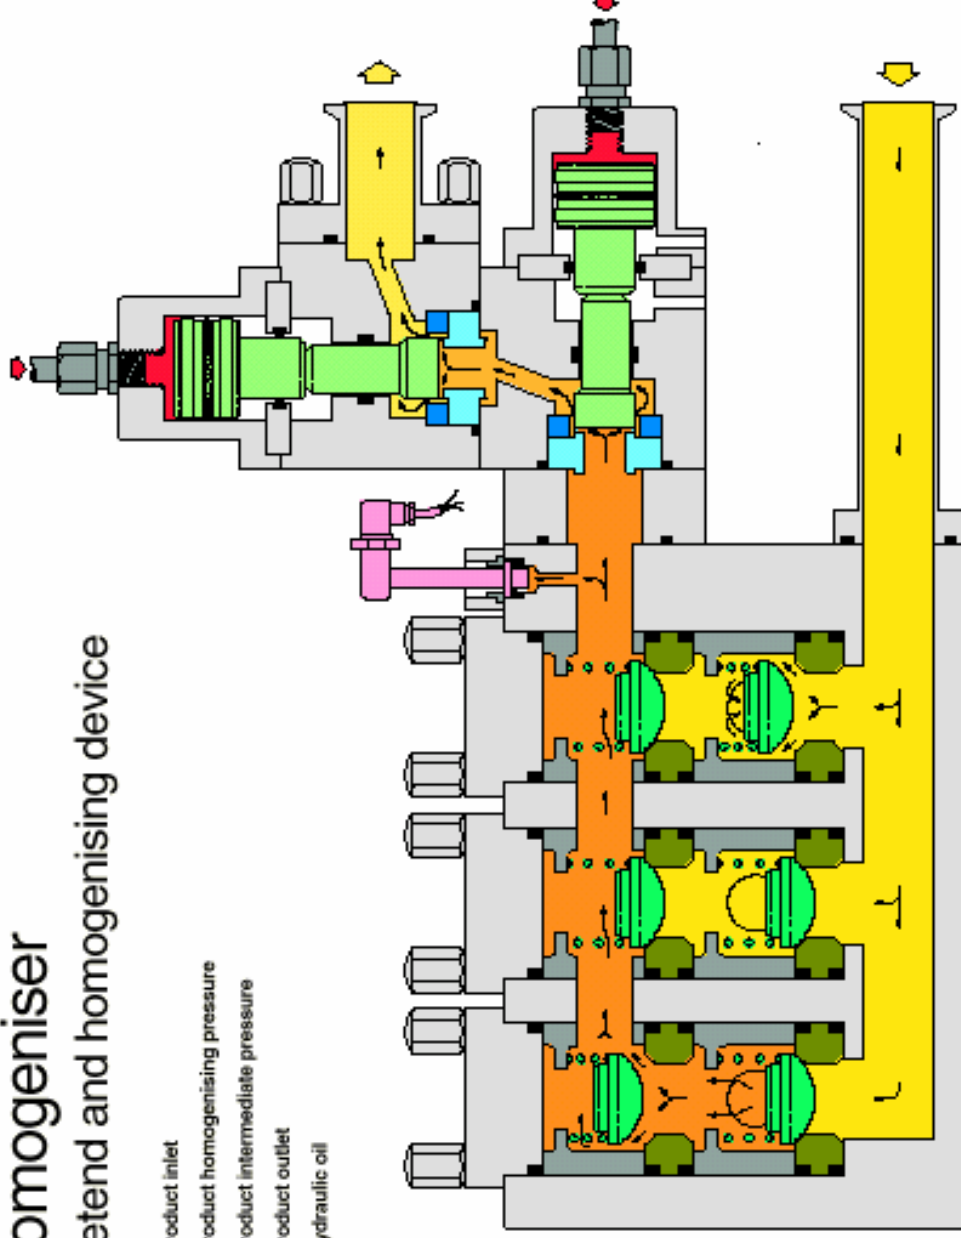 omogeniser
etend and homogenising device
oduct inlet
oduct homogenising pressure
oduct intermediate pressure
oduct outlet
ydraulic oil